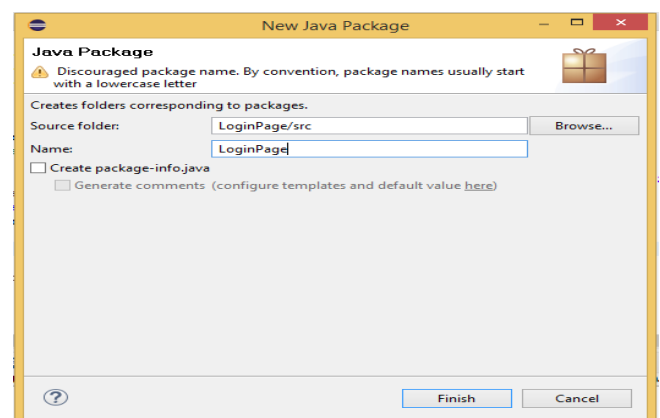 New Java Package
Java Package
Discouraged package name. By convention, package names usually start
with a lowercase letter
Creates folders corresponding to packages.
Source folder: LoginPage/src Browse...
Name: LoginPage
Create package-info.java
Generate comments (configure templates and default value here)
? Finish Cancel